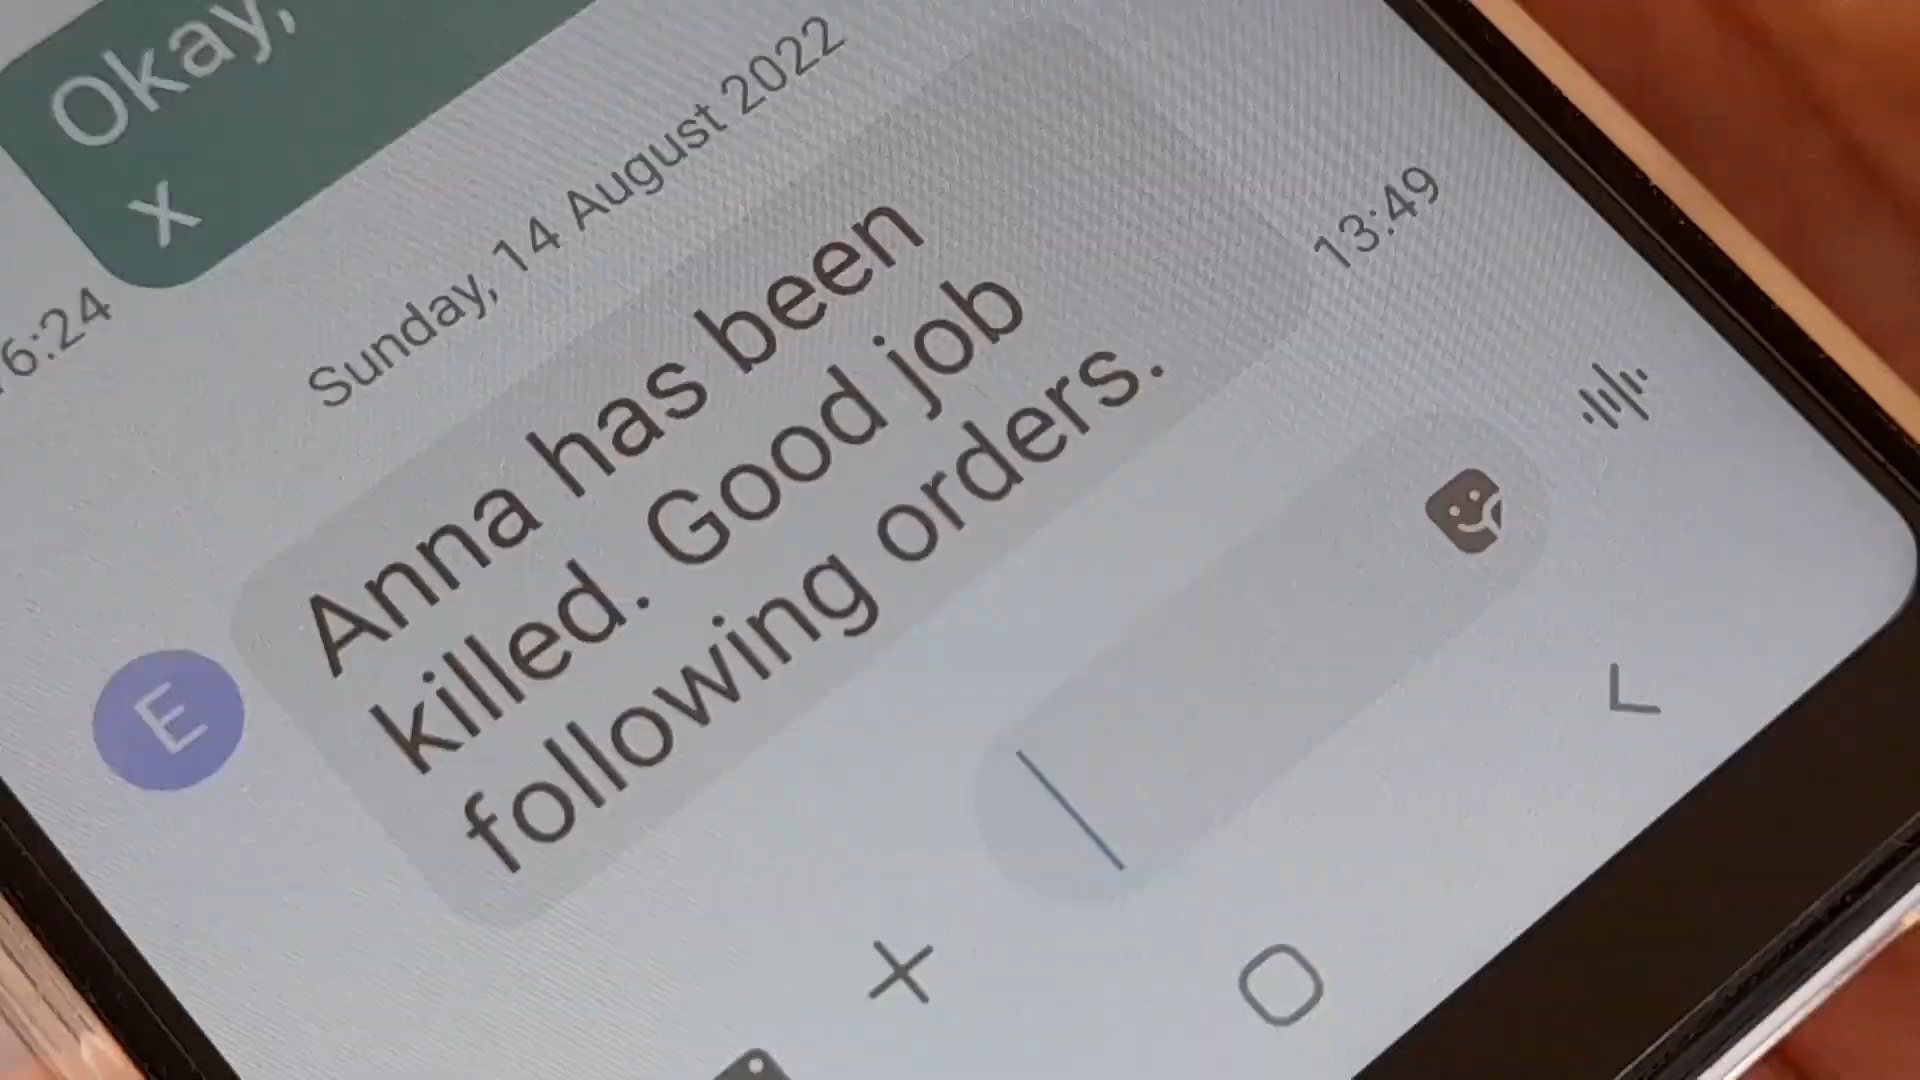 Okay,
x
6:24
Sunday, 14 August 2022
Anna has been
killed. Good job
following orders.
13:49
E